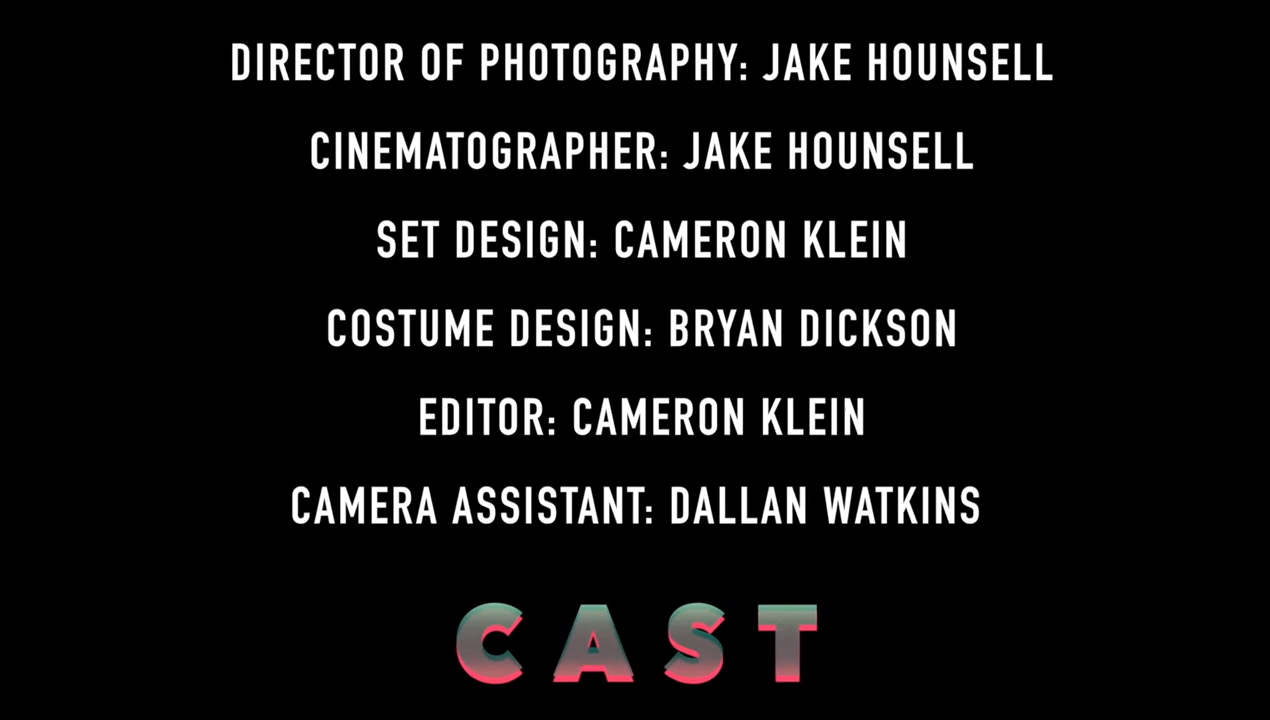 DIRECTOR OF PHOTOGRAPHY: JAKE HOUNSELL
CINEMATOGRAPHER: JAKE HOUNSELL
SET DESIGN: CAMERON KLEIN
COSTUME DESIGN: BRYAN DICKSON
EDITOR: CAMERON KLEIN
CAMERA ASSISTANT: DALLAN WATKINS
CAST